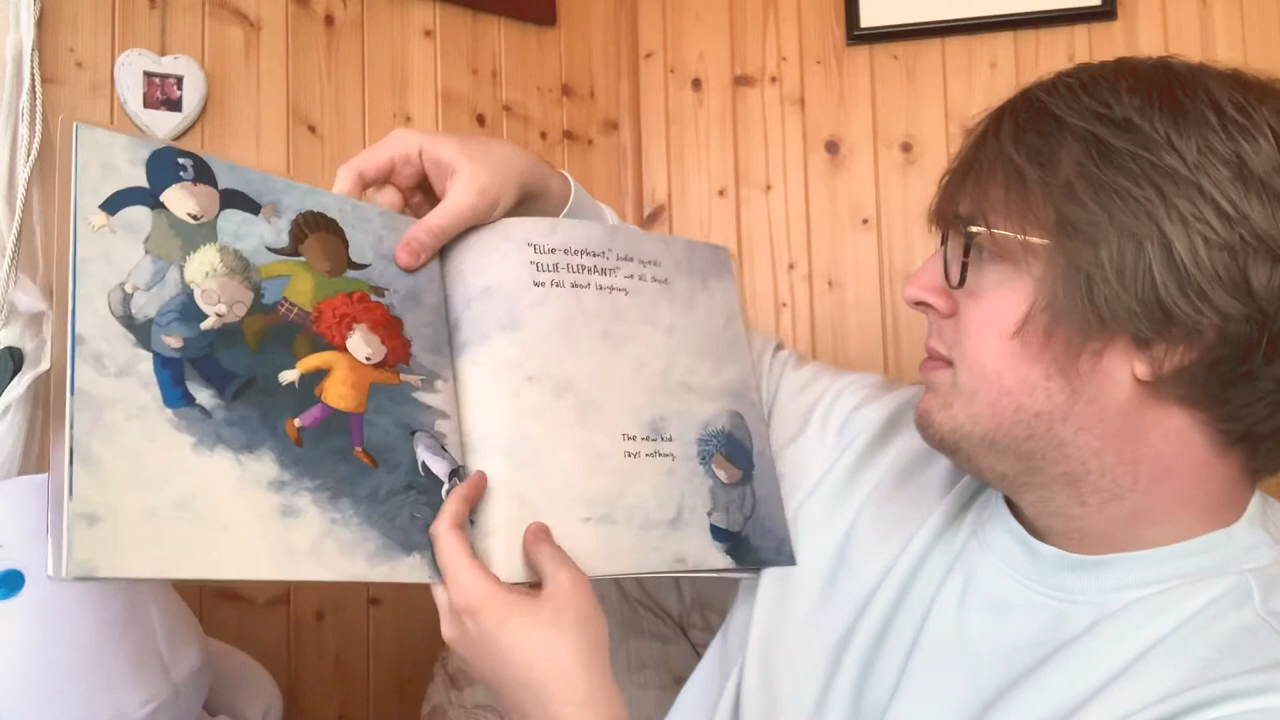 J
"Ellie-elephant," Jodie squeals.
"ELLIE-ELEPHANT!" we all shout.
We fall about laughing.
The new kid
says nothing.